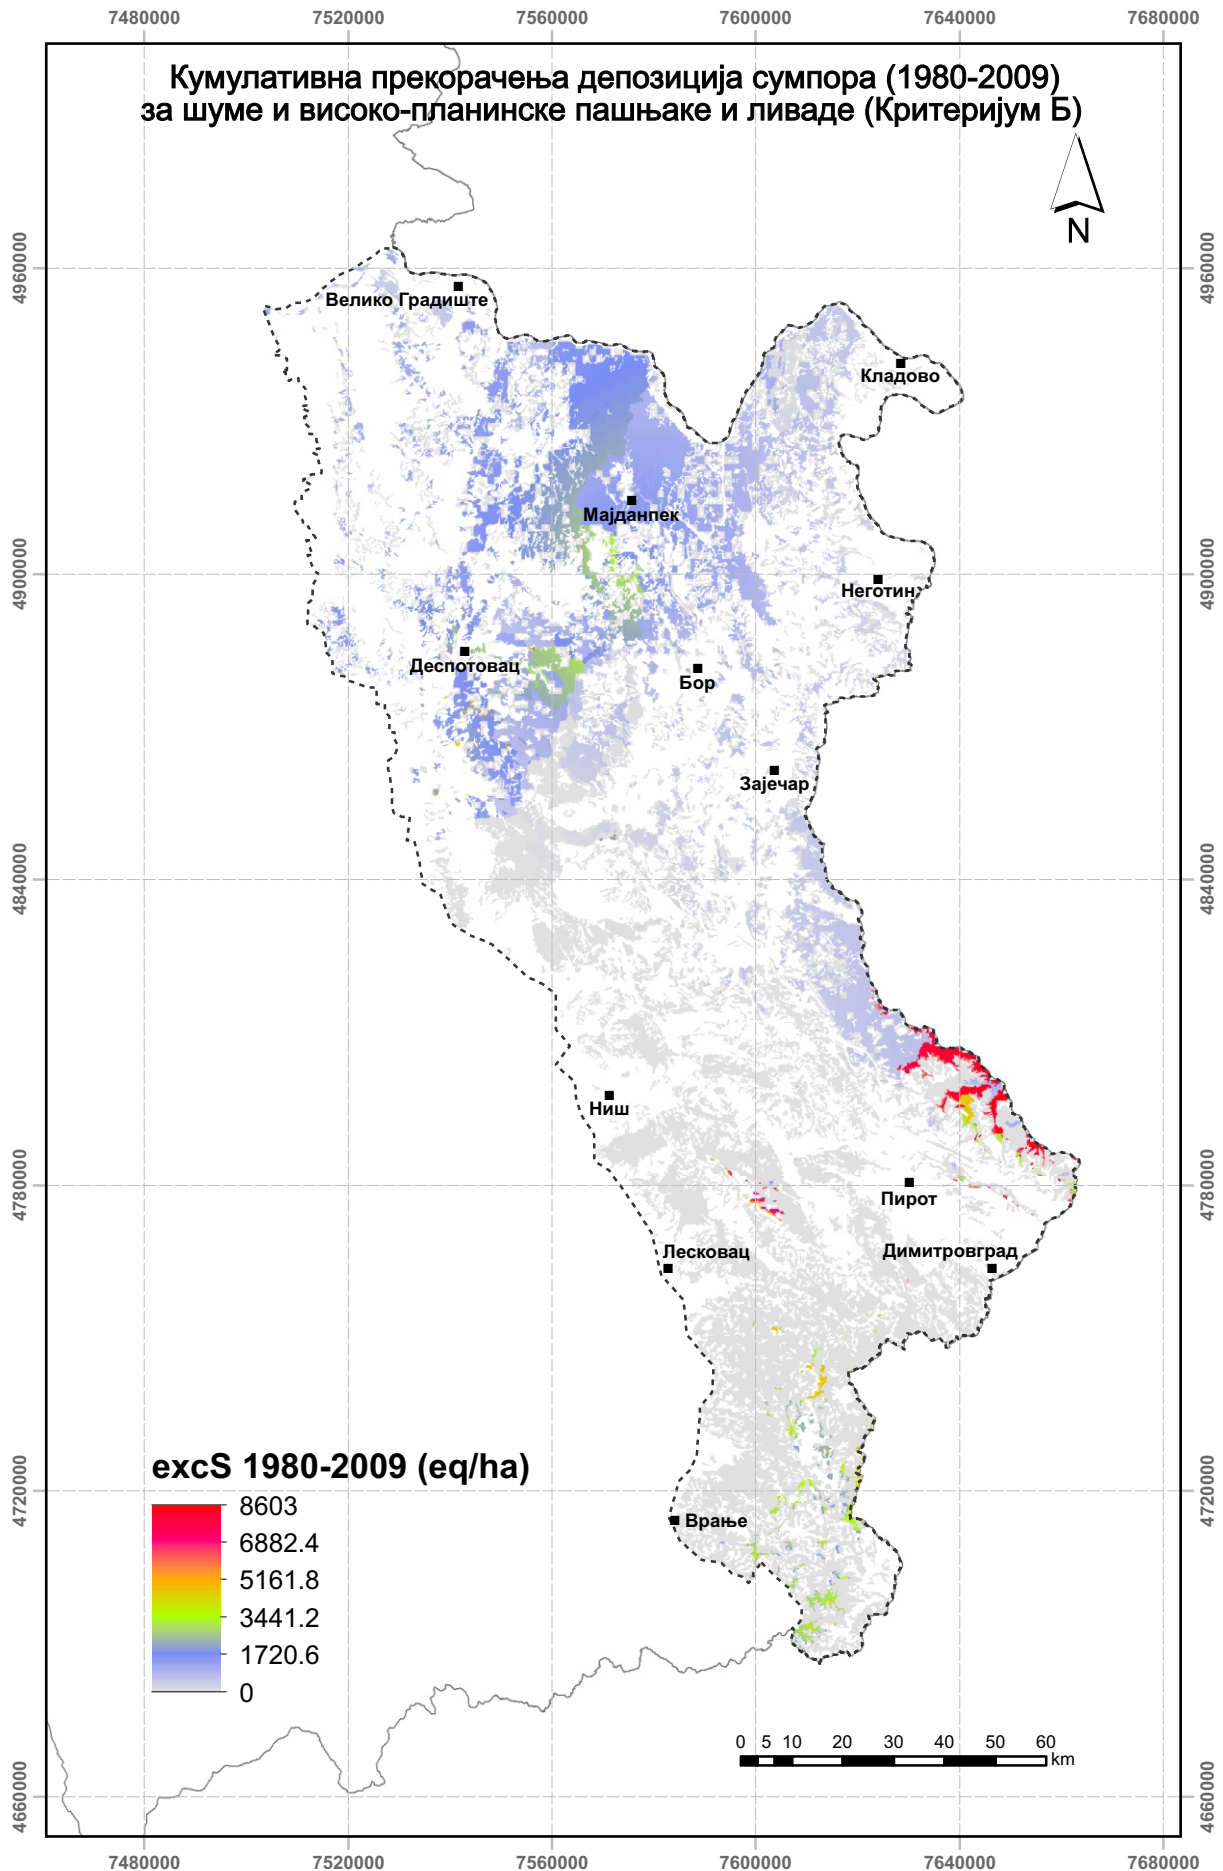 7480000 7520000 7560000 7600000 7640000 7680000
Кумулативна прекорачења депозиција сумпора (1980-2009)
за шуме и високо-планинске пашњаке и ливаде (Критеријум Б)
N
4960000 4960000
Велико Градиште
Кладово
Мајданпек
4900000 4900000
Неготин
Деспотовац
Бор
Зајечар
4840000 4840000
Ниш
4780000 4780000
Пирот
Лесковац
Димитровград
excS 1980-2009 (eq/ha)
8603
6882.4
5161.8
3441.2
1720.6
0
4720000 4720000
Врање
0 5 10 20 30 40 50 60
km
4660000 4660000
7480000 7520000 7560000 7600000 7640000 7680000